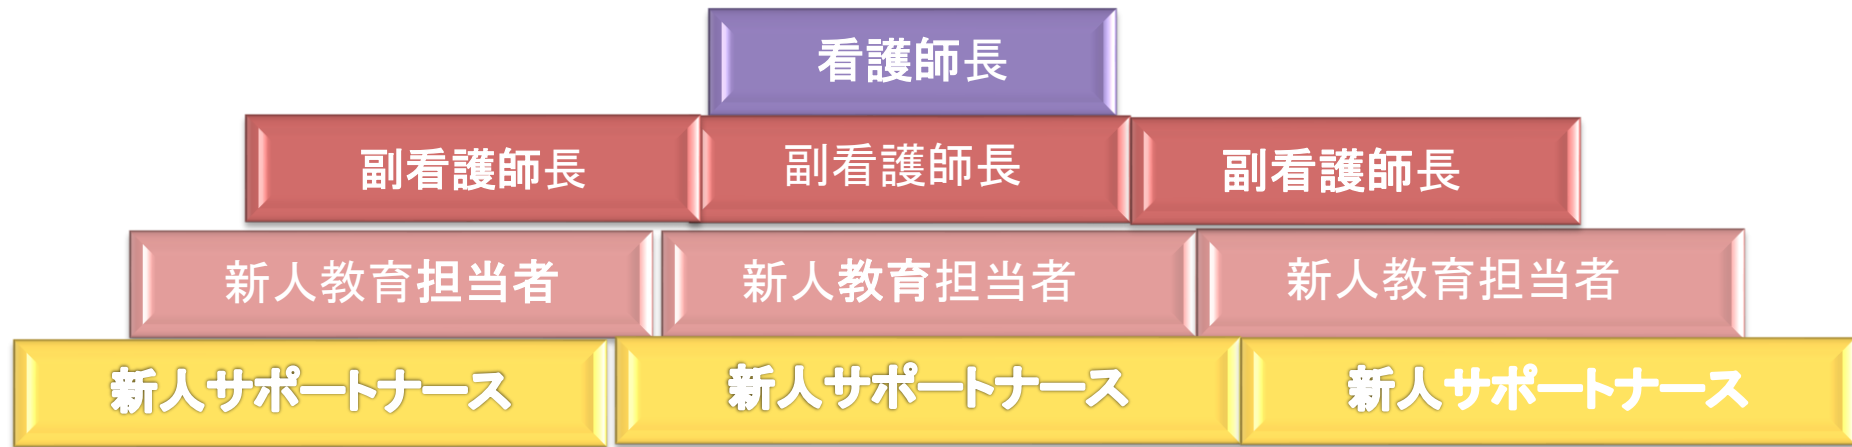 看護師長
副看護師長 副看護師長 副看護師長
新人教育担当者 新人教育担当者 新人教育担当者
新人サポートナース 新人サポートナース 新人サポートナース